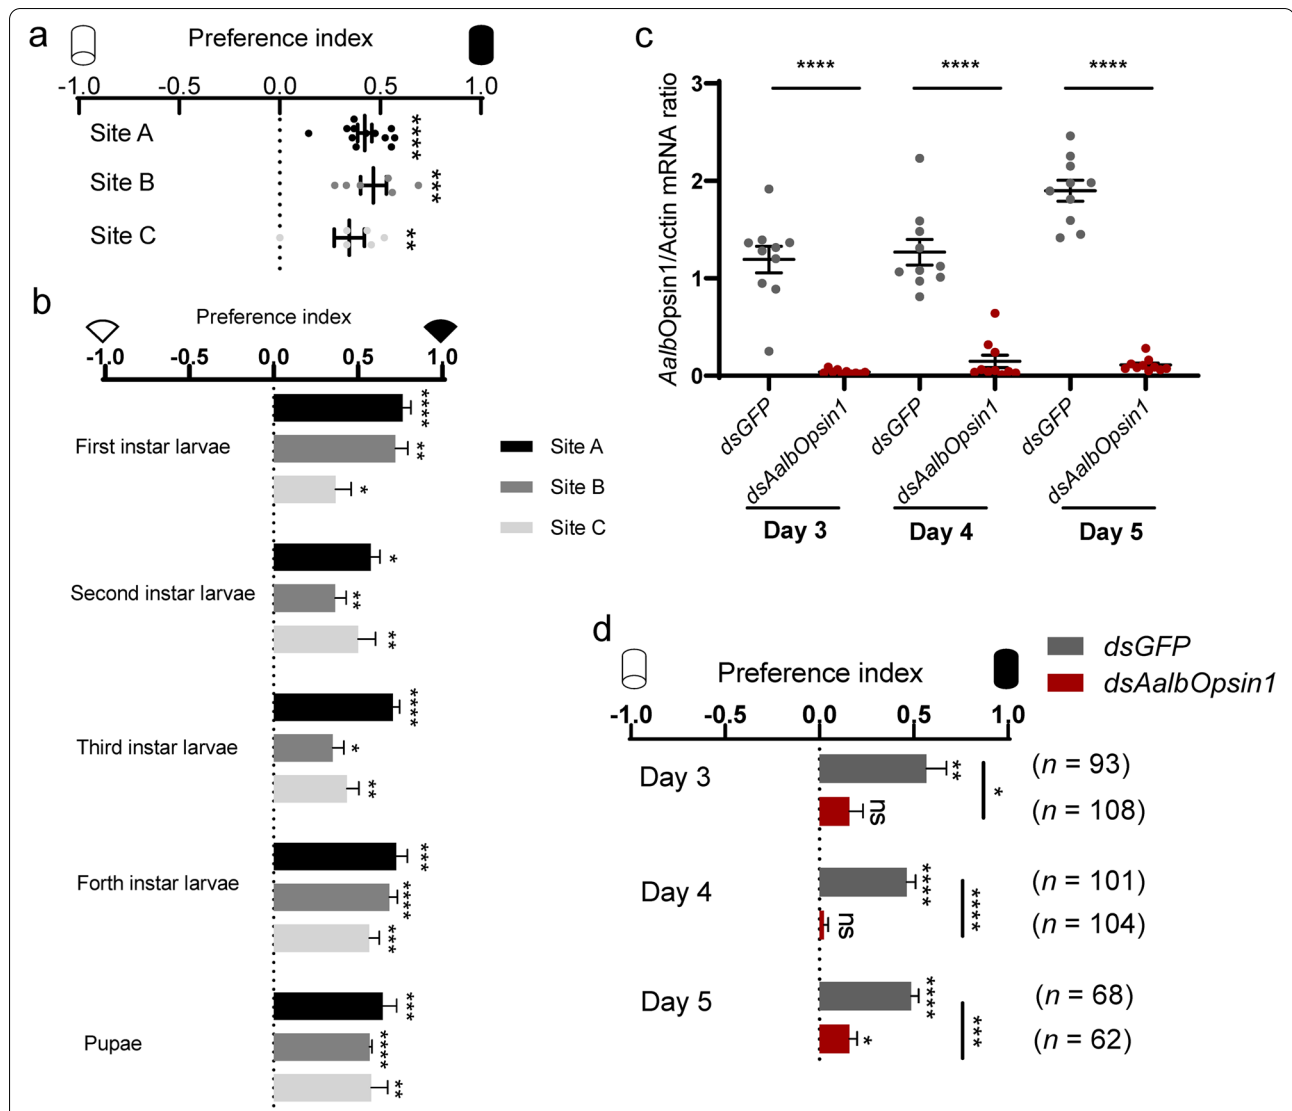 a
Preference index
-1.0 -0.5 0.0 0.5 1.0
Site A ****
Site B ***
Site C **
b
Preference index
-1.0 -0.5 0.0 0.5 1.0
First instar larvae
****
**
*
Site A
Site B
Site C
Second instar larvae
*
**
**
Third instar larvae
****
*
**
Forth instar larvae
****
****
***
Pupae
***
****
**
c
AalbOpsin1/Actin mRNA ratio
3
2
1
0
**** **** ****
dsGFP dsAalbOpsin1 dsGFP dsAalbOpsin1 dsGFP dsAalbOpsin1
Day 3 Day 4 Day 5
d
dsGFP
dsAalbOpsin1
Preference index
-1.0 -0.5 0.0 0.5 1.0
Day 3
** (n = 93)
*
ns (n = 108)
Day 4
**** (n = 101)
****
ns (n = 104)
Day 5
**** (n = 68)
***
* (n = 62)